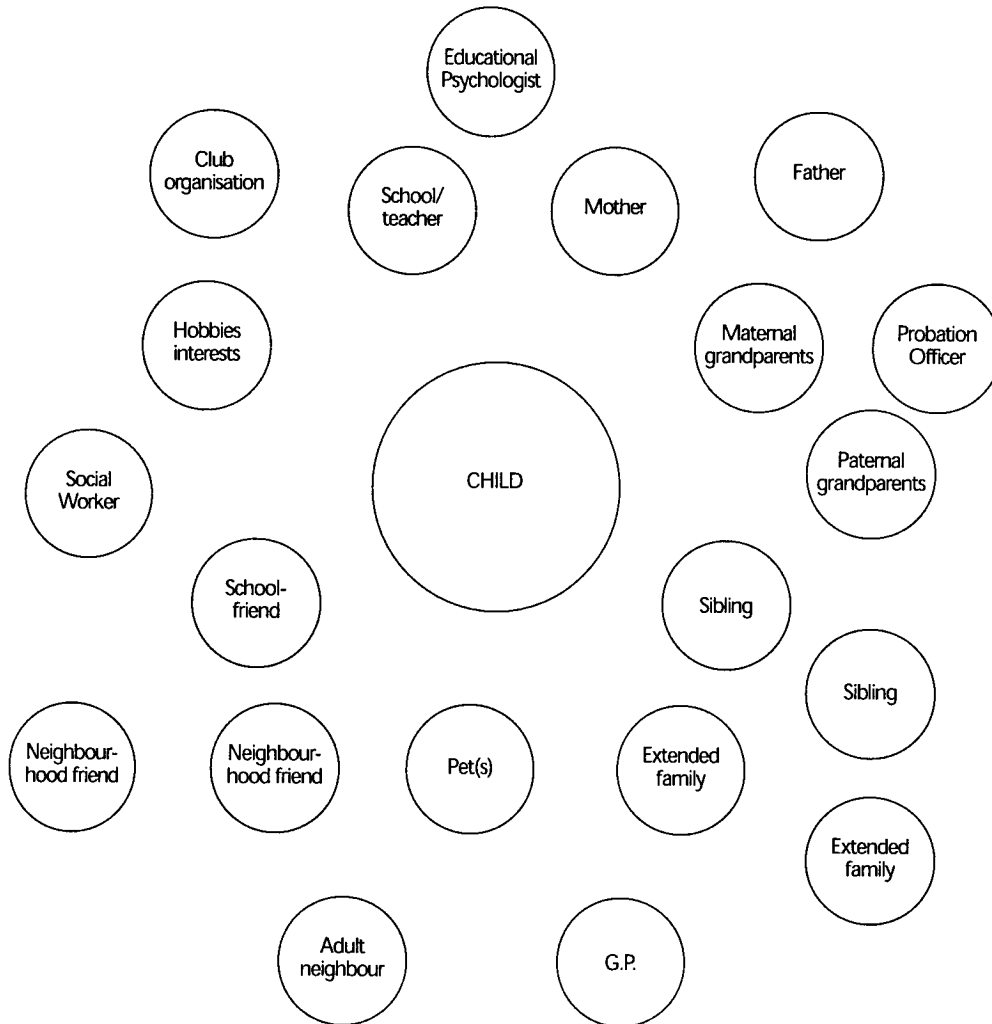 Educational
Psychologist
Club
organisation
School/
teacher
Mother
Father
Hobbies
interests
Maternal
grandparents
Probation
Officer
CHILD
Paternal
grandparents
Social
Worker
School-
friend
Sibling
Sibling
Neighbour-
hood friend
Neighbour-
hood friend
Pet(s)
Extended
family
Extended
family
Adult
neighbour
G.P.